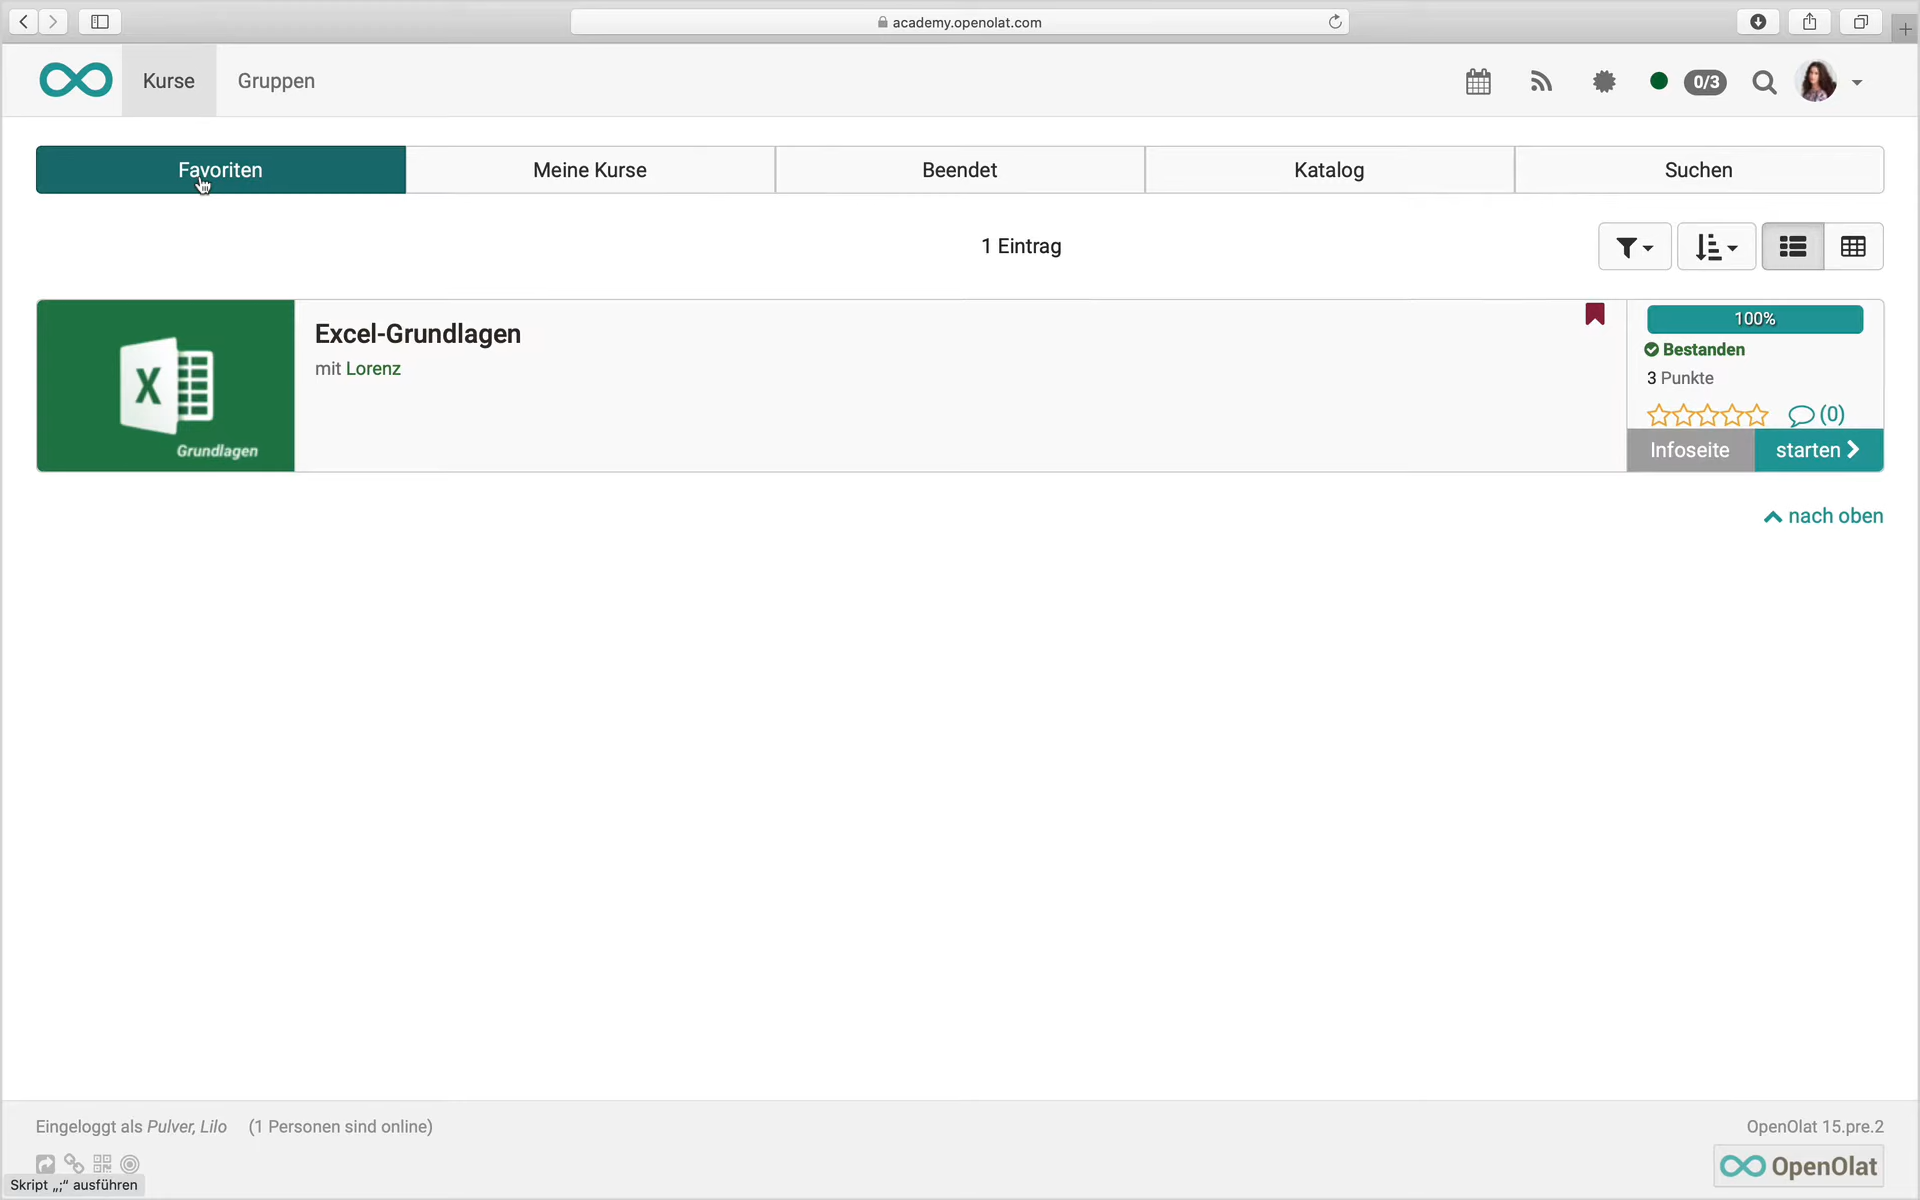 academy.openolat.com
Kurse
Gruppen
0/3
Favoriten
Meine Kurse
Beendet
Katalog
Suchen
1 Eintrag
X
Grundlagen
Excel-Grundlagen
mit Lorenz
100%
Bestanden
3 Punkte
(0)
Infoseite
starten
nach oben
Eingeloggt als Pulver, Lilo (1 Personen sind online)
OpenOlat 15.pre.2
OpenOlat
Skript „;“ ausführen